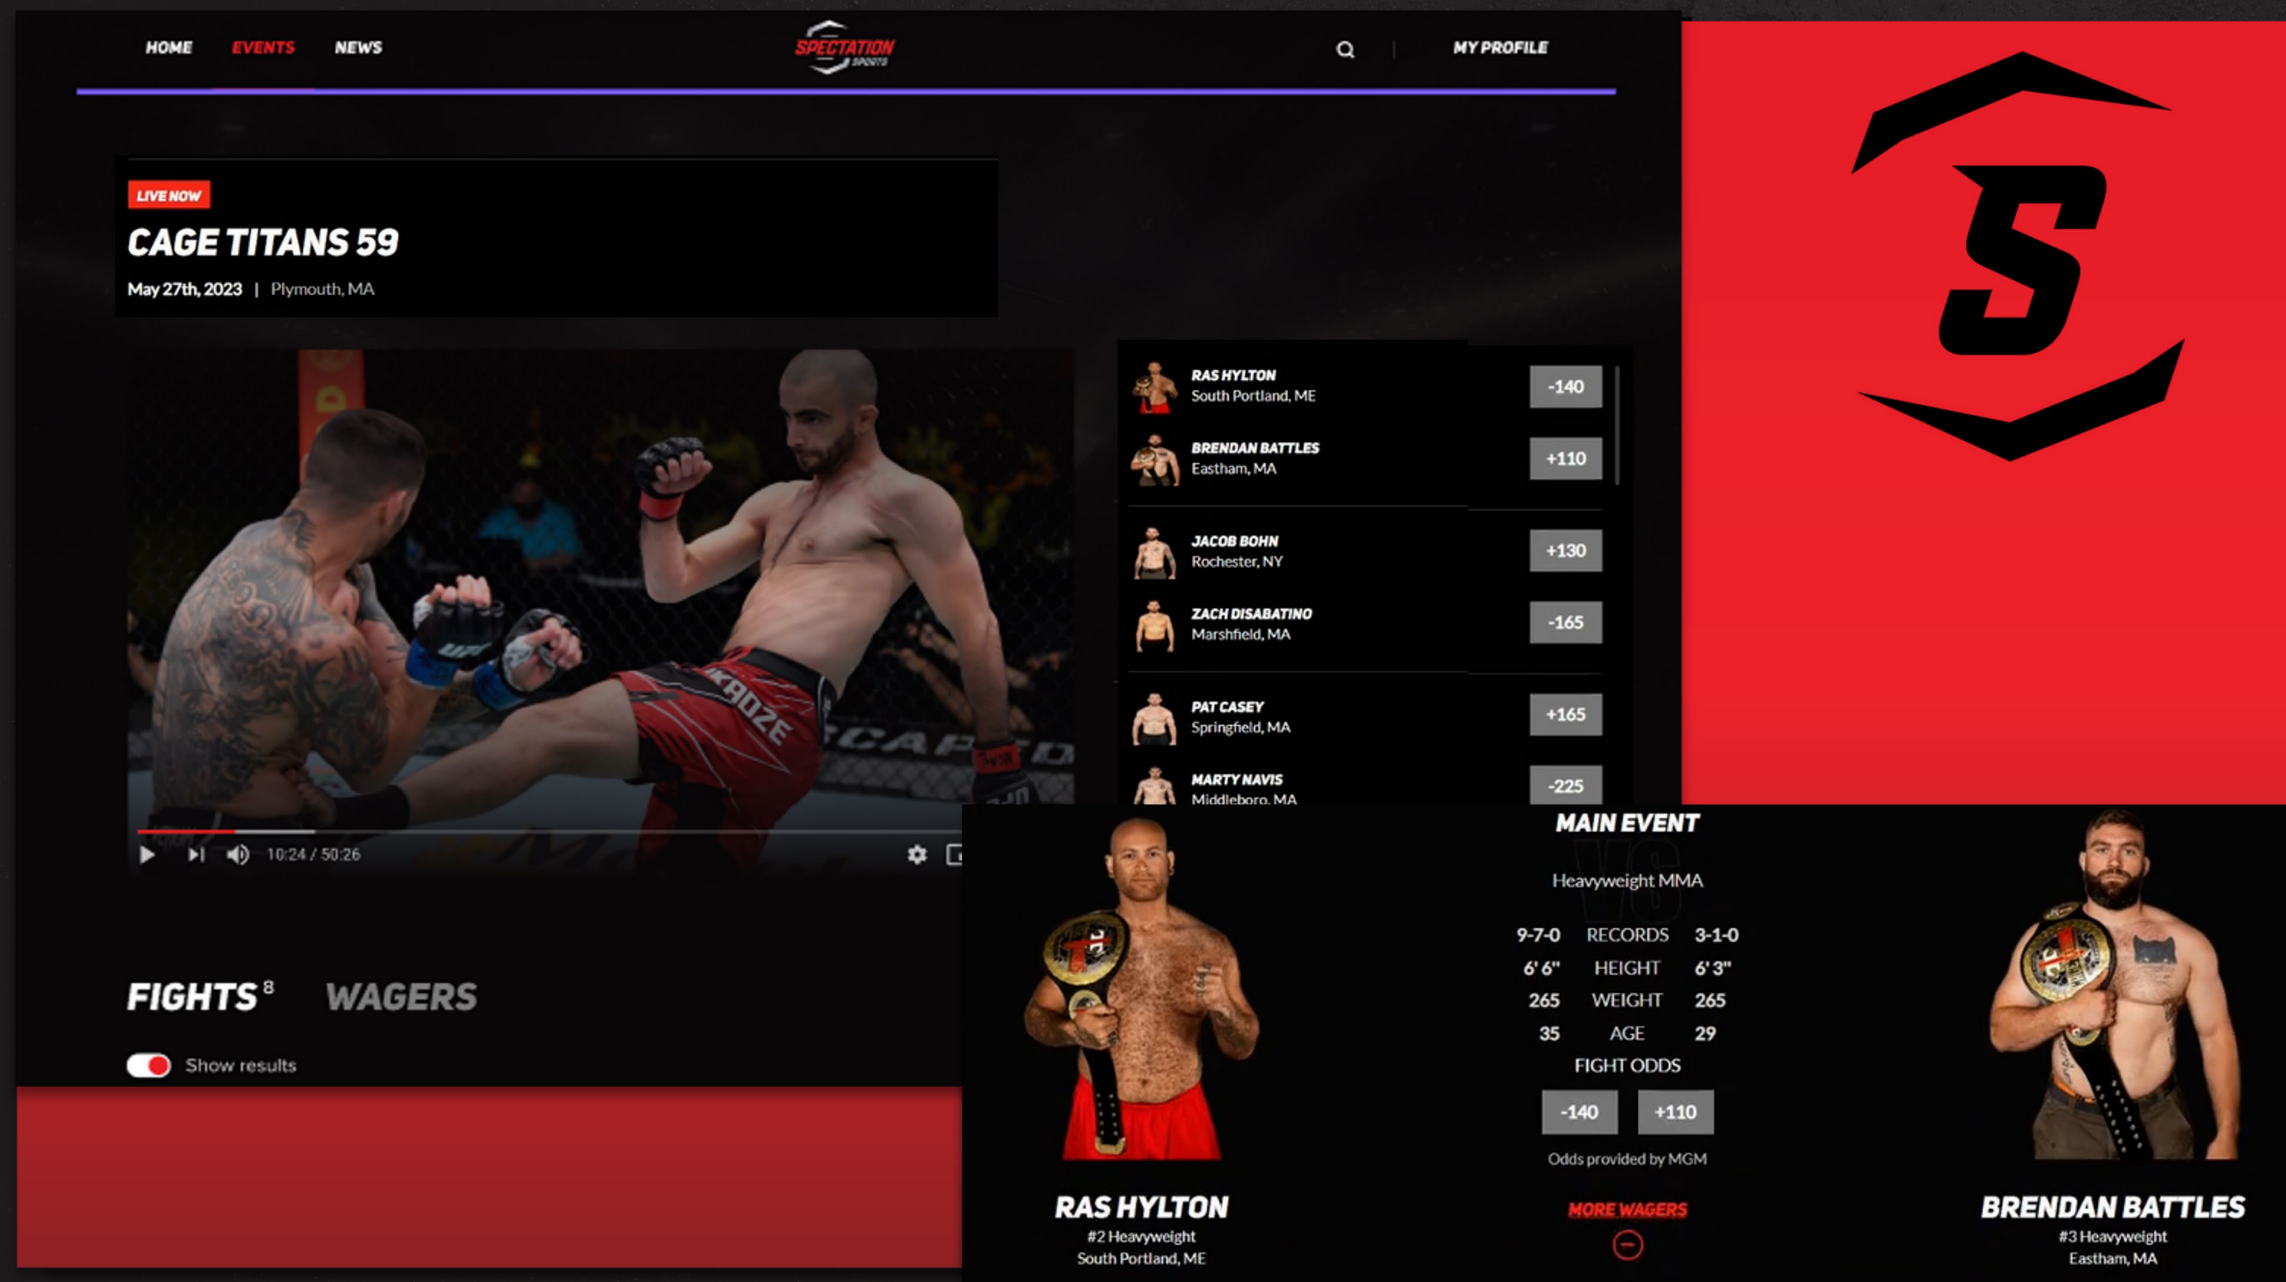 HOME EVENTS NEWS
SPECTATION
SPORTS
MY PROFILE
S
LIVE NOW
CAGE TITANS 59
May 27th, 2023 | Plymouth, MA
UFC
KADZE
SCAPED
10:24 / 50:26
FIGHTS 8 WAGERS
Show results
RAS HYLTON
South Portland, ME
-140
BRENDAN BATTLES
Eastham, MA
+110
JACOB BOHN
Rochester, NY
+130
ZACH DISABATINO
Marshfield, MA
-165
PAT CASEY
Springfield, MA
+165
MARTY NAVIS
Middleboro, MA
-225
MAIN EVENT
VS
Heavyweight MMA
9-7-0 RECORDS 3-1-0
6' 6" HEIGHT 6' 3"
265 WEIGHT 265
35 AGE 29
FIGHT ODDS
-140 +110
Odds provided by MGM
MORE WAGERS
RAS HYLTON
#2 Heavyweight
South Portland, ME
BRENDAN BATTLES
#3 Heavyweight
Eastham, MA